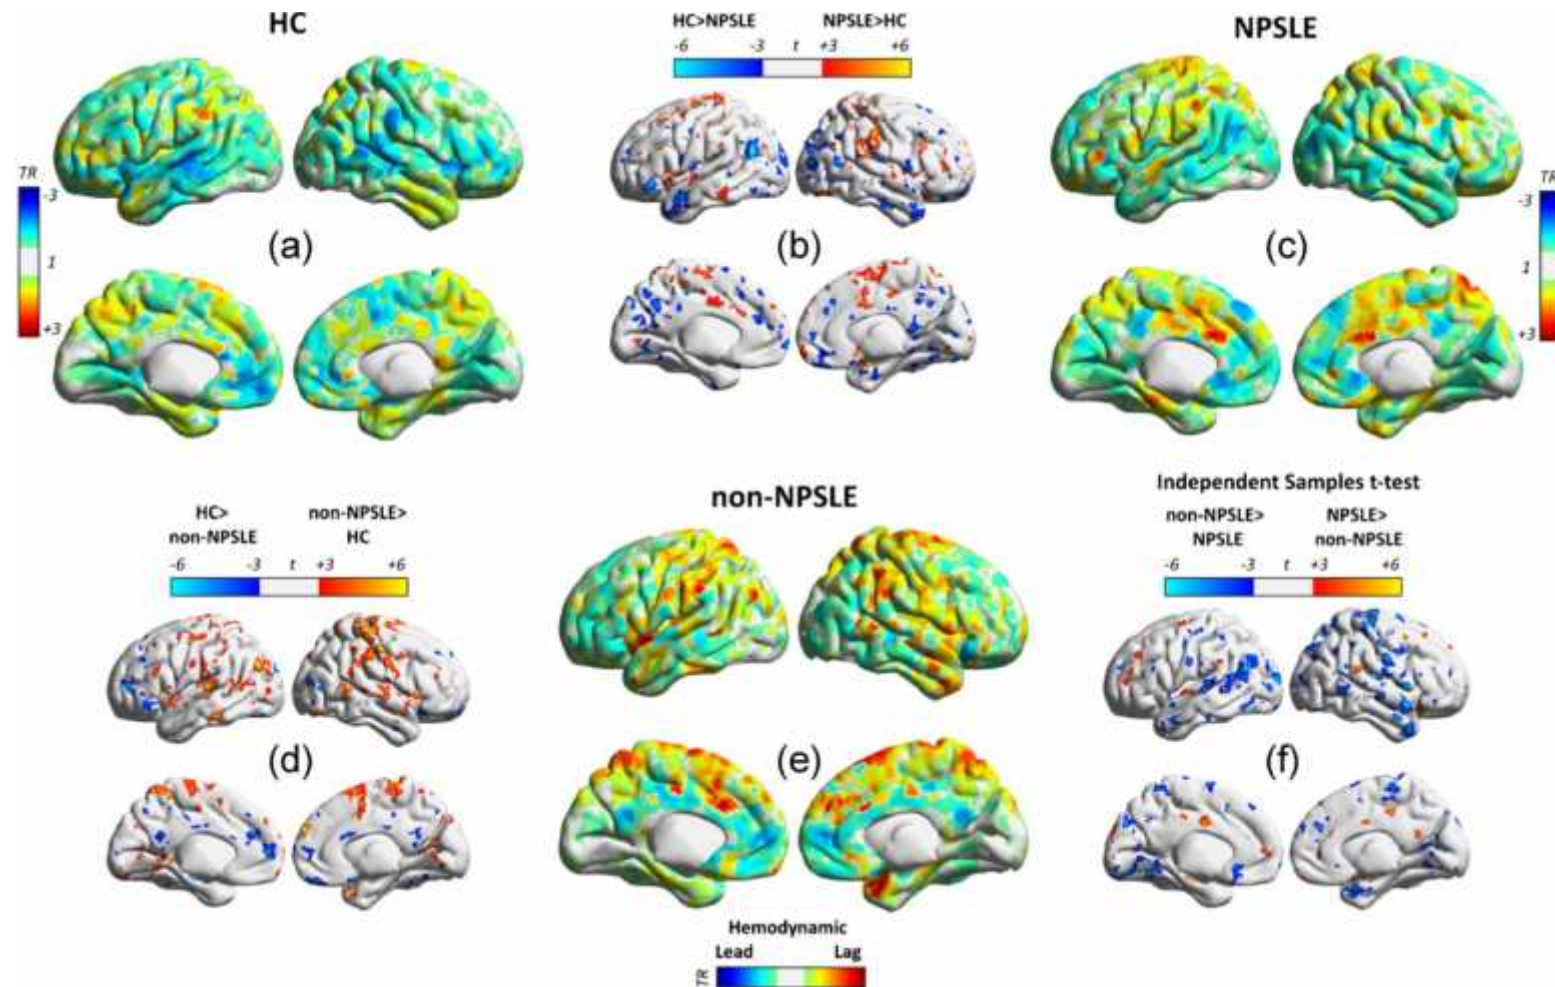 HC
HC>NPSLE NPSLE>HC
-6 -3 t +3 +6
NPSLE
TR
-3
1
+3
(a)
(b)
(c)
TR
-3
1
+3
HC>
non-NPSLE
non-NPSLE>
HC
-6 -3 t +3 +6
(d)
non-NPSLE
(e)
Hemodynamic
Lead Lag
TR
Independent Samples t-test
non-NPSLE>
NPSLE
NPSLE>
non-NPSLE
-6 -3 t +3 +6
(f)